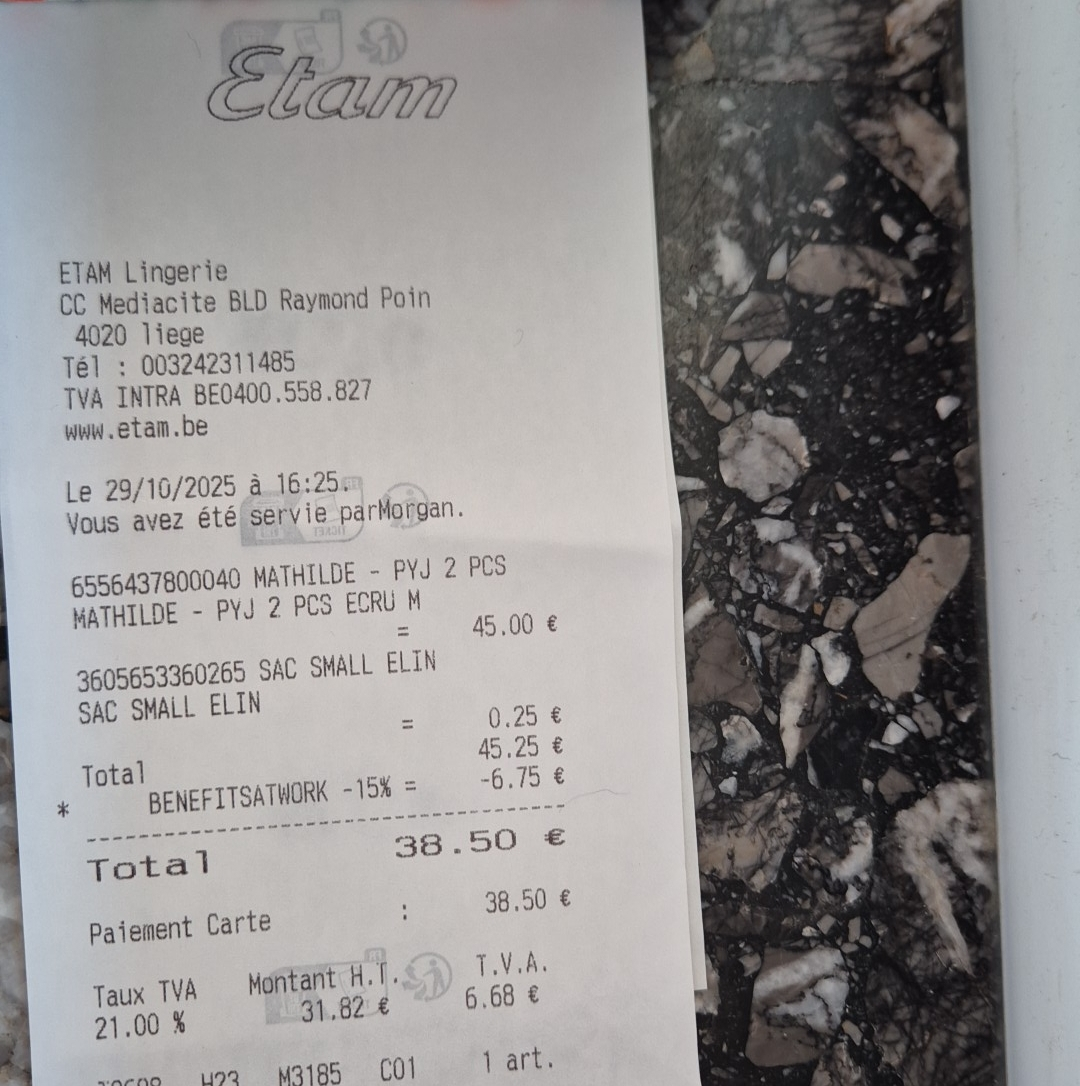 Etam
ETAM Lingerie
CC Mediacite BLD Raymond Poin
4020 liege
Tél : 003242311485
TVA INTRA BE0400.558.827
www.etam.be
Le 29/10/2025 à 16:25.
Vous avez été servie parMorgan.
6556437800040 MATHILDE - PYJ 2 PCS
MATHILDE - PYJ 2 PCS ECRU M
= 45.00 €
3605653360265 SAC SMALL ELIN
SAC SMALL ELIN
= 0.25 €
Total 45.25 €
* BENEFITSATWORK -15% = -6.75 €
Total 38.50 €
Paiement Carte : 38.50 €
Taux TVA Montant H.T. T.V.A.
21.00 % 31.82 € 6.68 €
H23 M3185 C01 1 art.